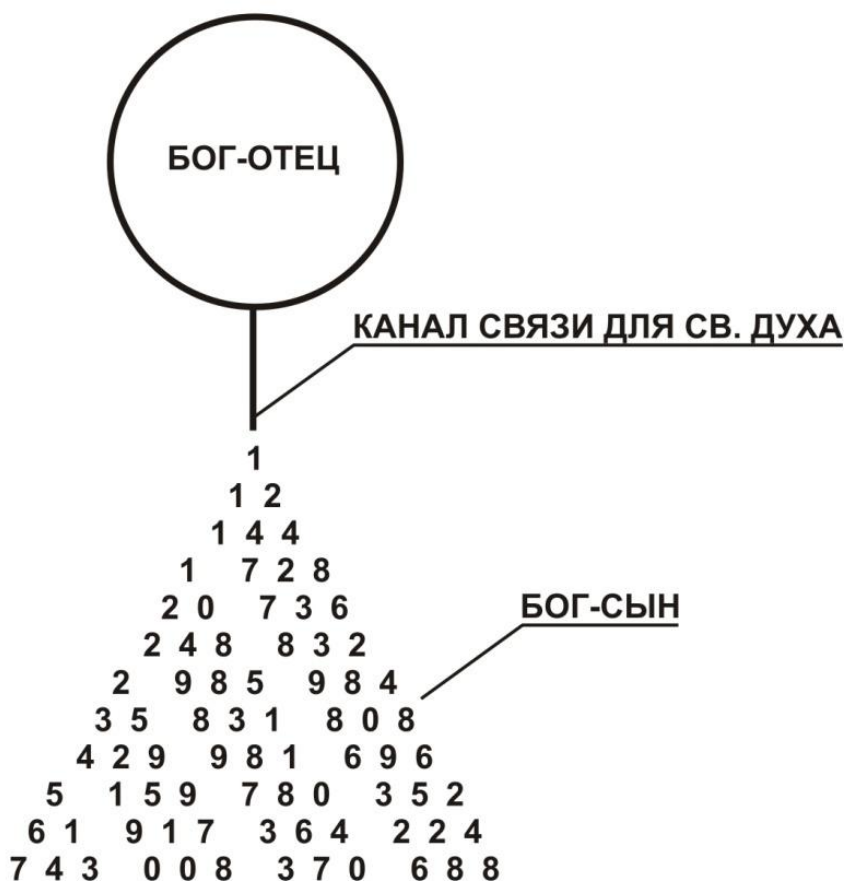 БОГ-ОТЕЦ
КАНАЛ СВЯЗИ ДЛЯ СВ. ДУХА
1
1 2
1 4 4
1 7 2 8
2 0 7 3 6
2 4 8 8 3 2
БОГ-СЫН
2 9 8 5 9 8 4
3 5 8 3 1 8 0 8
4 2 9 9 8 1 6 9 6
5 1 5 9 7 8 0 3 5 2
6 1 9 1 7 3 6 4 2 2 4
7 4 3 0 0 8 3 7 0 6 8 8